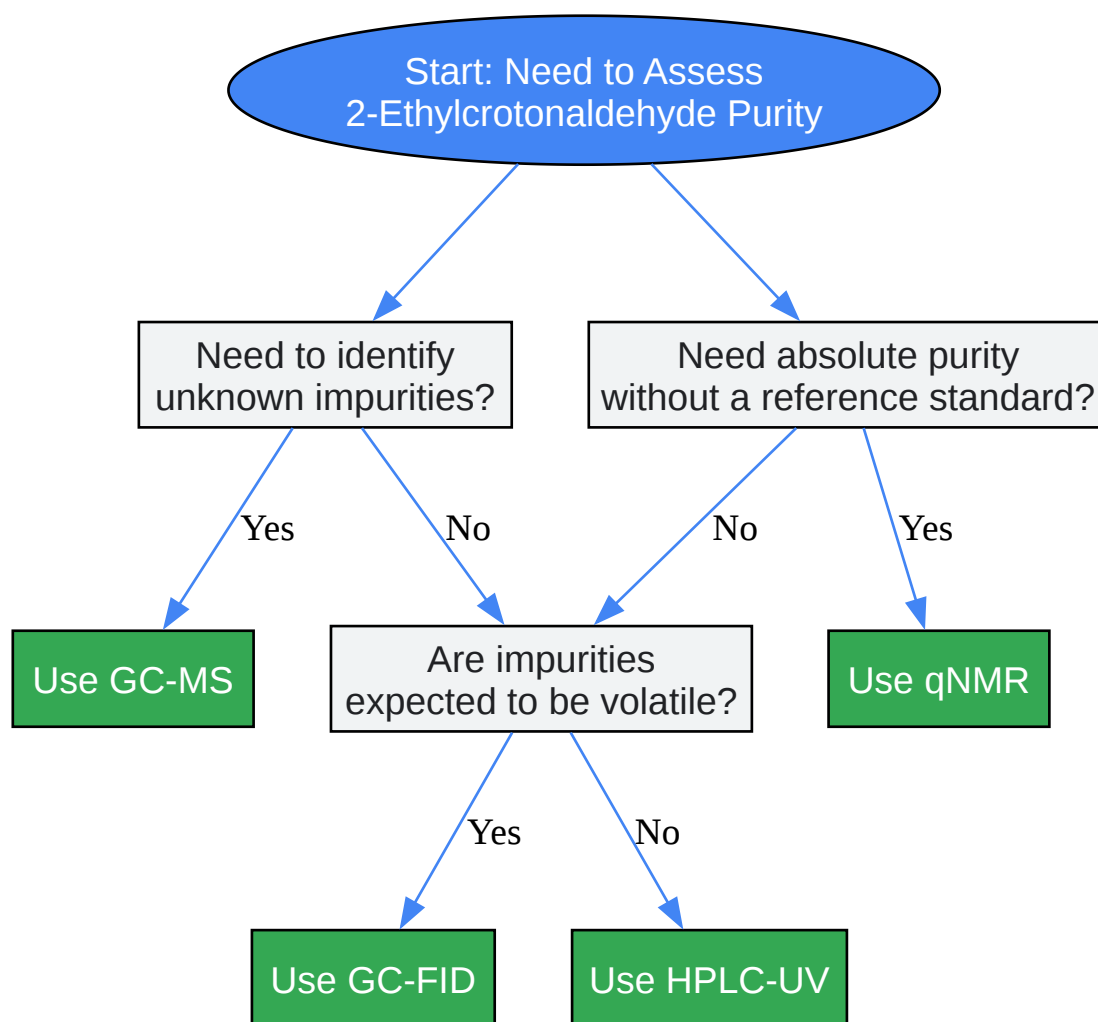 Start: Need to Assess
2-Ethylcrotonaldehyde Purity
Need to identify
unknown impurities?
Need absolute purity
without a reference standard?
Yes
No
No
Yes
Use GC-MS
Are impurities
expected to be volatile?
Use qNMR
Yes
No
Use GC-FID
Use HPLC-UV